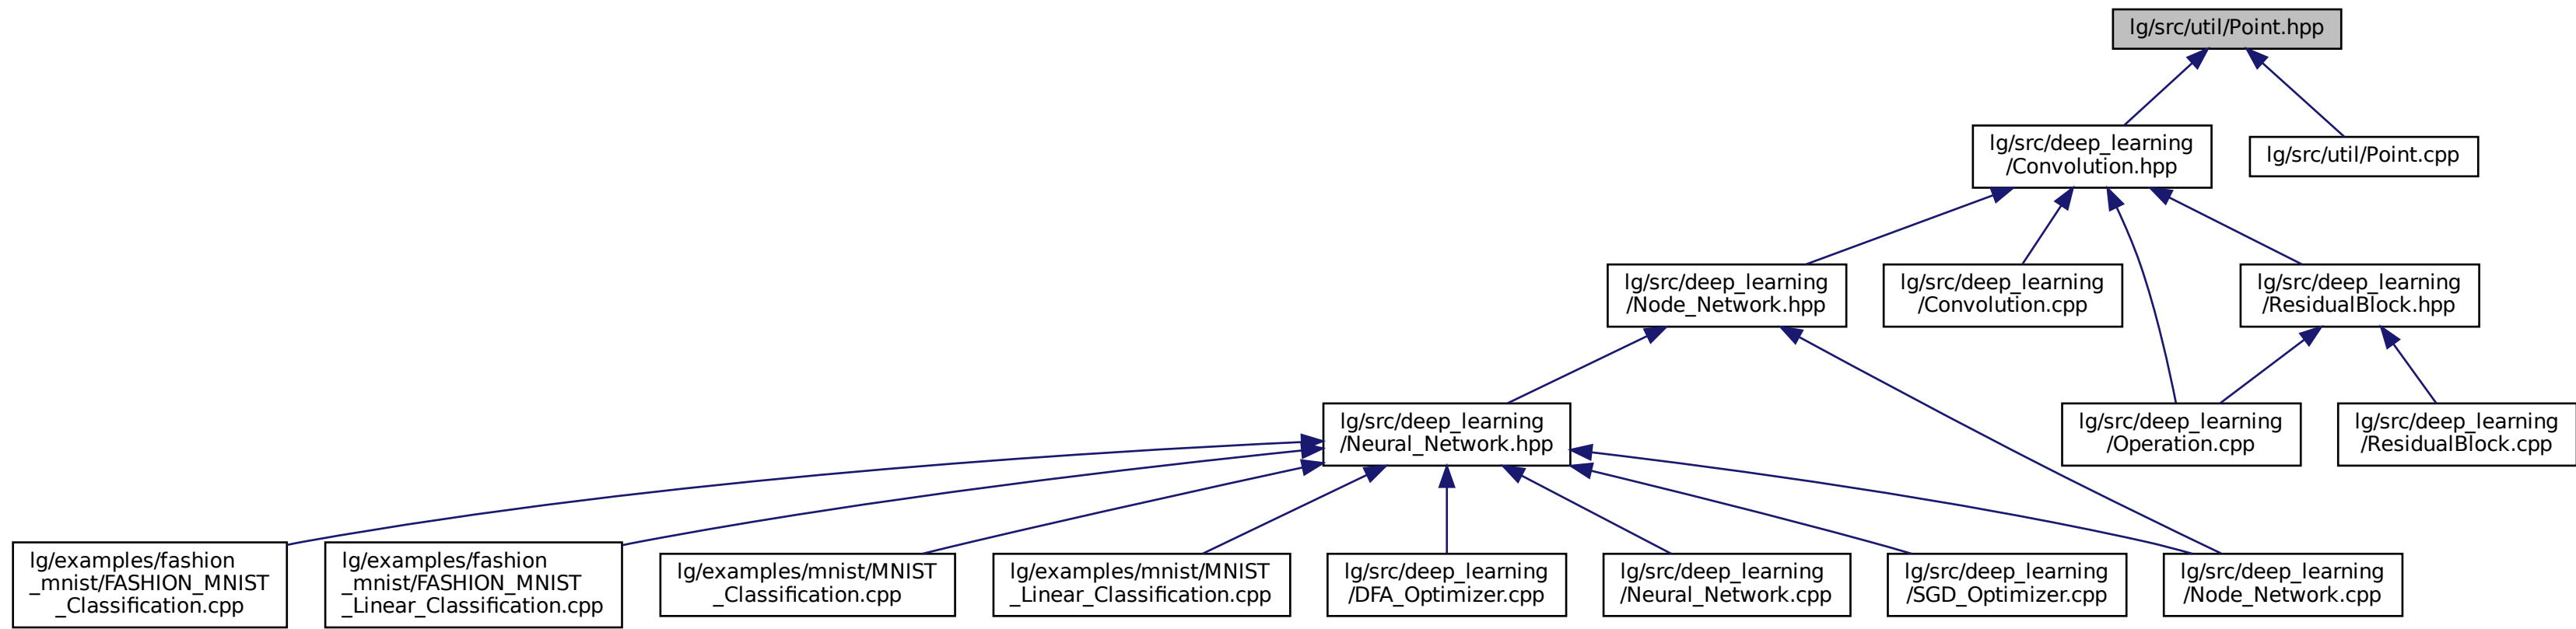 lg/src/util/Point.hpp
lg/src/deep_learning
/Convolution.hpp
lg/src/util/Point.cpp
lg/src/deep_learning
/Node_Network.hpp
lg/src/deep_learning
/Convolution.cpp
lg/src/deep_learning
/ResidualBlock.hpp
lg/src/deep_learning
/Neural_Network.hpp
lg/src/deep_learning
/Operation.cpp
lg/src/deep_learning
/ResidualBlock.cpp
lg/examples/fashion
_mnist/FASHION_MNIST
_Classification.cpp
lg/examples/fashion
_mnist/FASHION_MNIST
_Linear_Classification.cpp
lg/examples/mnist/MNIST
_Classification.cpp
lg/examples/mnist/MNIST
_Linear_Classification.cpp
lg/src/deep_learning
/DFA_Optimizer.cpp
lg/src/deep_learning
/Neural_Network.cpp
lg/src/deep_learning
/SGD_Optimizer.cpp
lg/src/deep_learning
/Node_Network.cpp